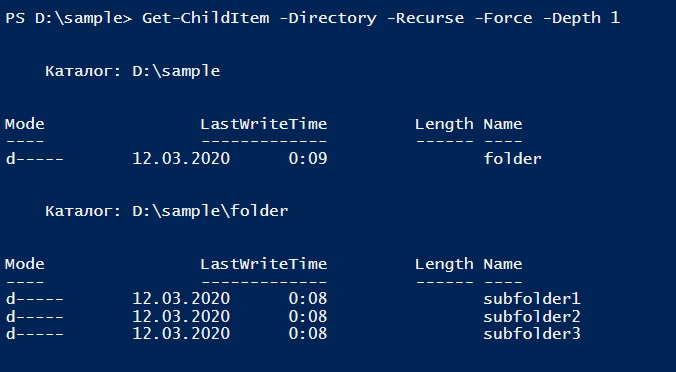 PS D:\sample> Get-ChildItem -Directory -Recurse -Force -Depth 1
Каталог: D:\sample
Mode LastWriteTime Length Name
---- ------------- ------ ----
d----- 12.03.2020 0:09 folder
Каталог: D:\sample\folder
Mode LastWriteTime Length Name
---- ------------- ------ ----
d----- 12.03.2020 0:08 subfolder1
d----- 12.03.2020 0:08 subfolder2
d----- 12.03.2020 0:08 subfolder3